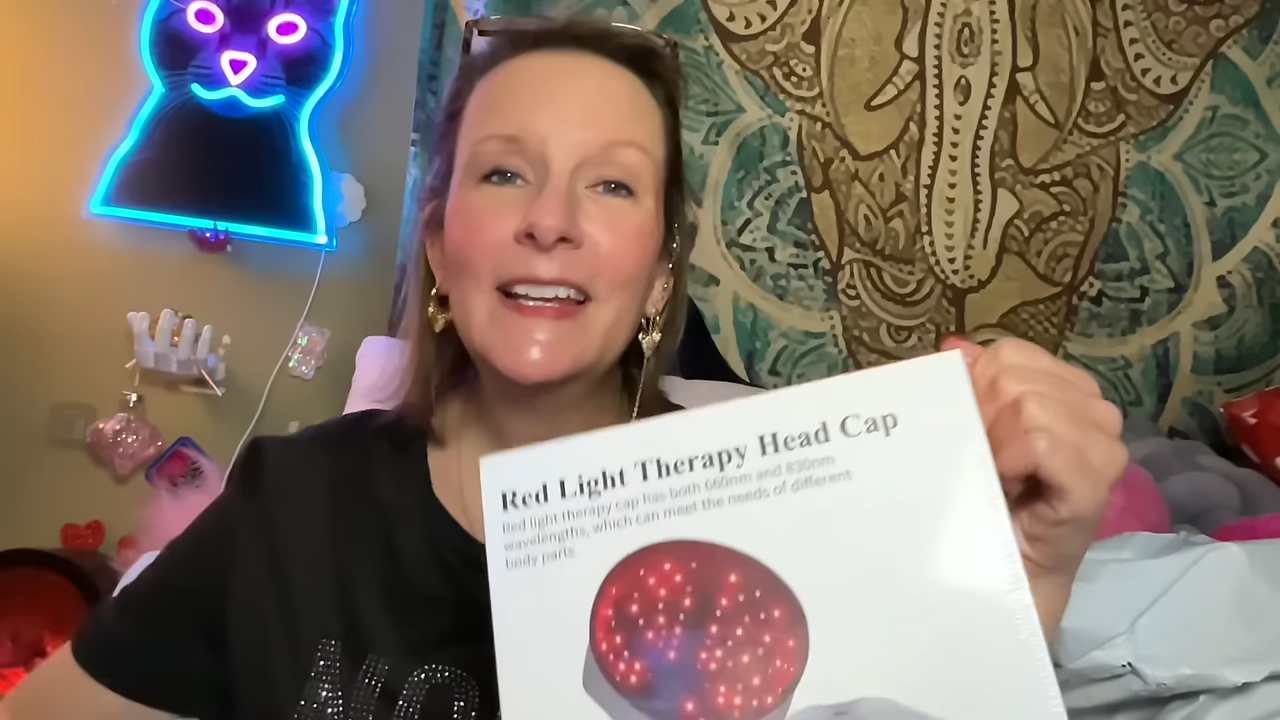 Red Light Therapy Head Cap
Red light therapy cap has both 660nm and 830nm
wavelengths, which can meet the needs of different
body parts.
NO